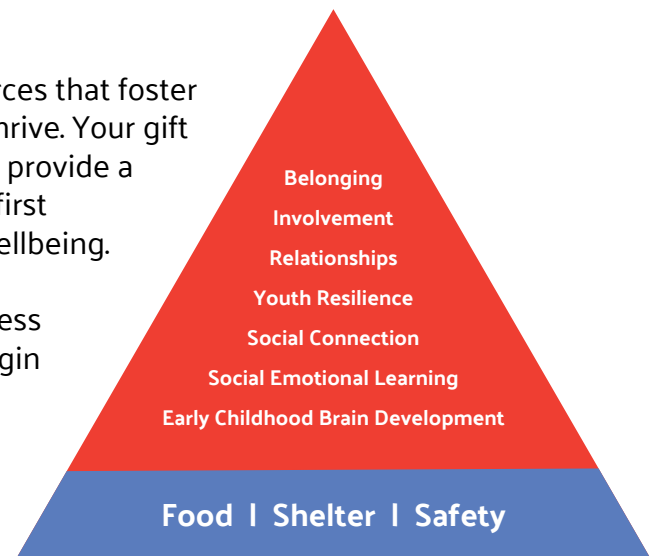 rces that foster
hrive. Your gift
provide a
first
ellbeing.
ess
gin
Belonging
Involvement
Relationships
Youth Resilience
Social Connection
Social Emotional Learning
Early Childhood Brain Development
Food | Shelter | Safety